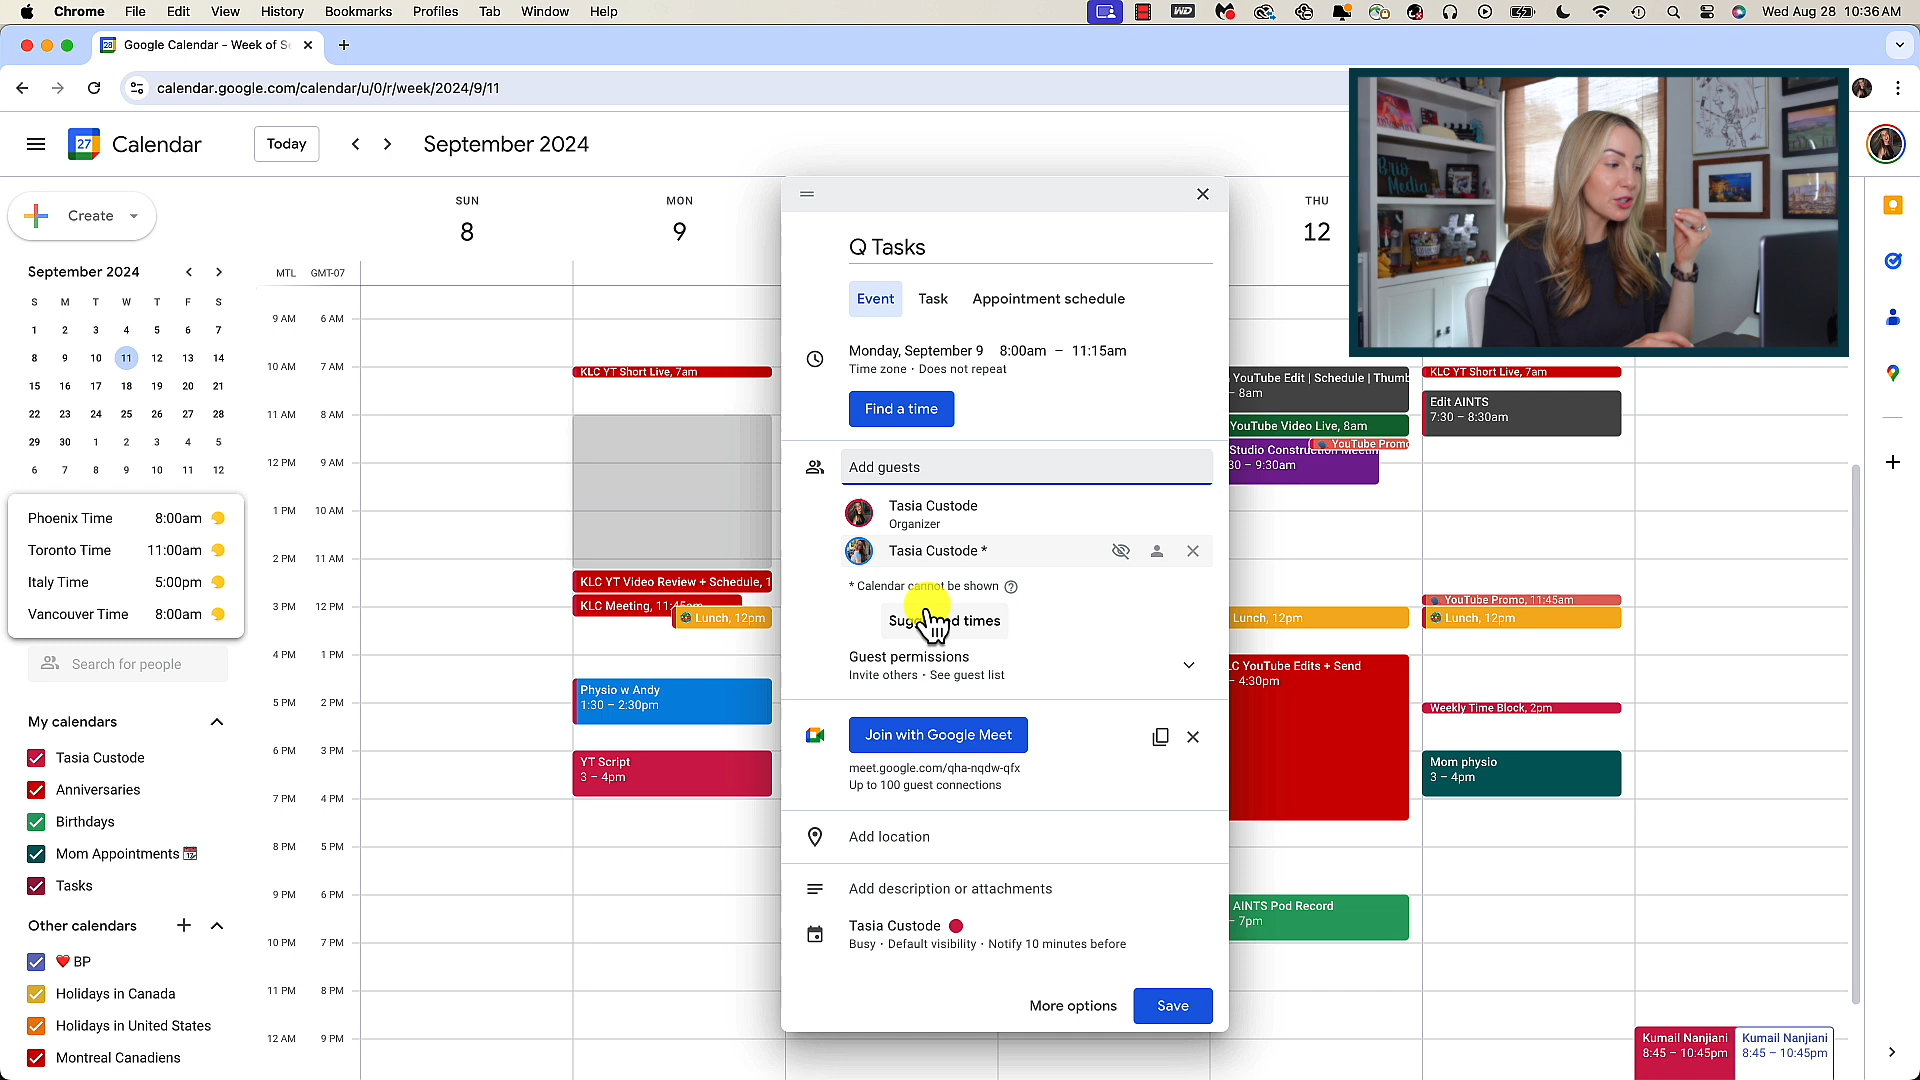 Chrome File Edit View History Bookmarks Profiles Tab Window Help
Wed Aug 28 10:36 AM
Google Calendar - Week of Se
calendar.google.com/calendar/u/0/r/week/2024/9/11
27 Calendar Today September 2024
Create
September 2024
S M T W T F S
1 2 3 4 5 6 7
8 9 10 11 12 13 14
15 16 17 18 19 20 21
22 23 24 25 26 27 28
29 30 1 2 3 4 5
6 7 8 9 10 11 12
Phoenix Time 8:00am
Toronto Time 11:00am
Italy Time 5:00pm
Vancouver Time 8:00am
Search for people
My calendars
Tasia Custode
Anniversaries
Birthdays
Mom Appointments
Tasks
Other calendars
BP
Holidays in Canada
Holidays in United States
Montreal Canadiens
SUN
8
MON
9
THU
12
MTL GMT-07
9 AM 6 AM
10 AM 7 AM
11 AM 8 AM
12 PM 9 AM
1 PM 10 AM
2 PM 11 AM
3 PM 12 PM
4 PM 1 PM
5 PM 2 PM
6 PM 3 PM
7 PM 4 PM
8 PM 5 PM
9 PM 6 PM
10 PM 7 PM
11 PM 8 PM
12 AM 9 PM
KLC YT Short Live, 7am
KLC YT Video Review + Schedule, 1
KLC Meeting, 11:45am
Lunch, 12pm
Physio w Andy
1:30 – 2:30pm
YT Script
3 – 4pm
Q Tasks
Event Task Appointment schedule
Monday, September 9 8:00am – 11:15am
Time zone · Does not repeat
Find a time
Add guests
Tasia Custode
Organizer
Tasia Custode *
* Calendar cannot be shown
times
Guest permissions
Invite others · See guest list
Join with Google Meet
meet.google.com/qha-nqdw-qfx
Up to 100 guest connections
Add location
Add description or attachments
Tasia Custode
Busy · Default visibility · Notify 10 minutes before
More options Save
YouTube Edit | Schedule | Thumb
– 8am
YouTube Video Live, 8am
YouTube Promo
Studio Construction Meetin
30 – 9:30am
Lunch, 12pm
LC YouTube Edits + Send
– 4:30pm
AINTS Pod Record
– 7pm
KLC YT Short Live, 7am
Edit AINTS
7:30 – 8:30am
YouTube Promo, 11:45am
Lunch, 12pm
Weekly Time Block, 2pm
Mom physio
3 – 4pm
Kumail Nanjiani
8:45 – 10:45pm
Kumail Nanjiani
8:45 – 10:45pm
Brio
Media